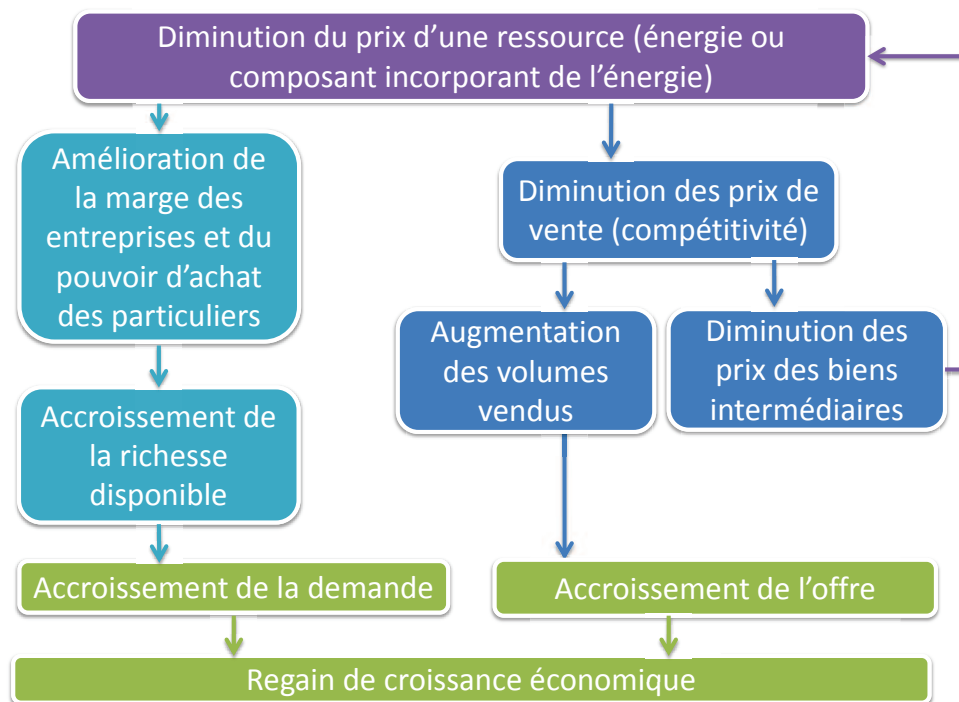 Diminution du prix d’une ressource (énergie ou
composant incorporant de l’énergie)
Amélioration de
la marge des
entreprises et du
pouvoir d’achat
des particuliers
Diminution des prix de
vente (compétitivité)
Augmentation
des volumes
vendus
Diminution des
prix des biens
intermédiaires
Accroissement de
la richesse
disponible
Accroissement de la demande
Accroissement de l’offre
Regain de croissance économique